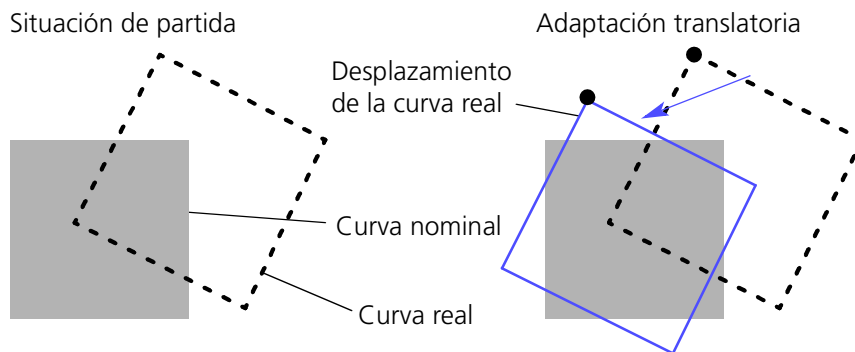 Situación de partida
Adaptación translatoria
Desplazamiento
de la curva real
Curva nominal
Curva real